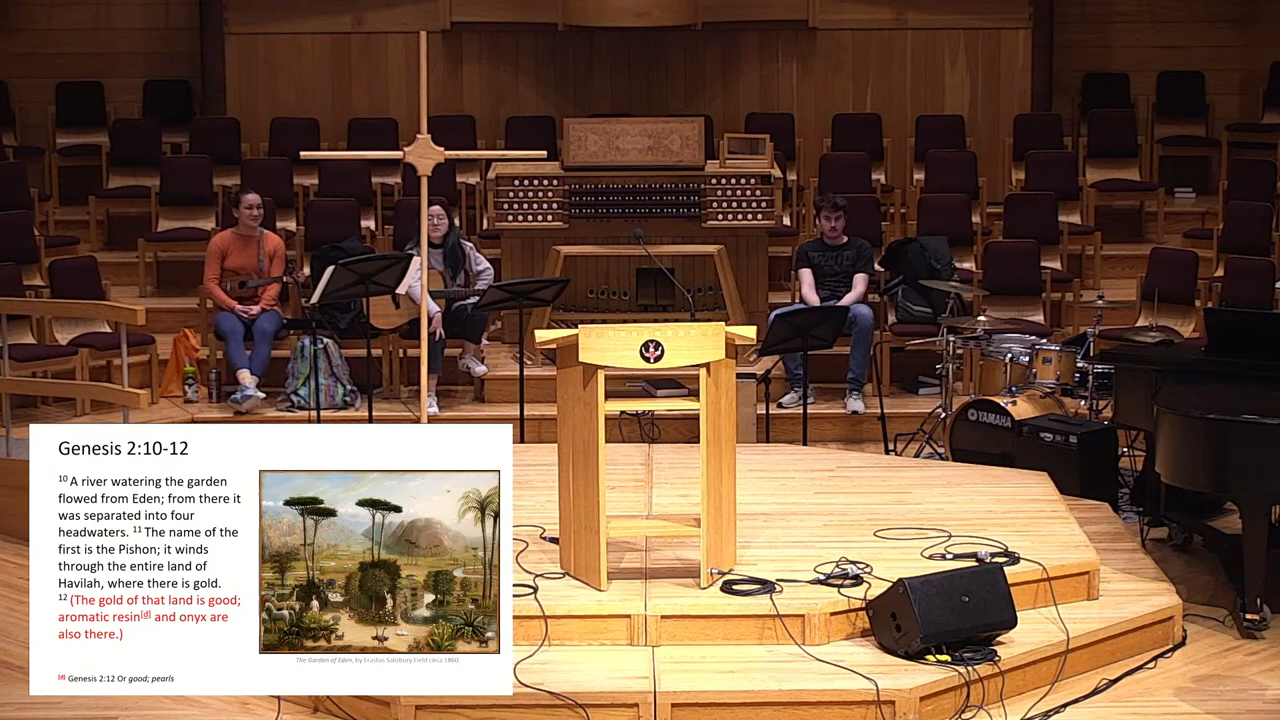 Genesis 2:10-12
10 A river watering the garden
flowed from Eden; from there it
was separated into four
headwaters. 11 The name of the
first is the Pishon; it winds
through the entire land of
Havilah, where there is gold.
12 (The gold of that land is good;
aromatic resin[d] and onyx are
also there.)
The Garden of Eden, by Erastus Salisbury Field circa 1860.
[d] Genesis 2:12 Or good; pearls
YAMAHA